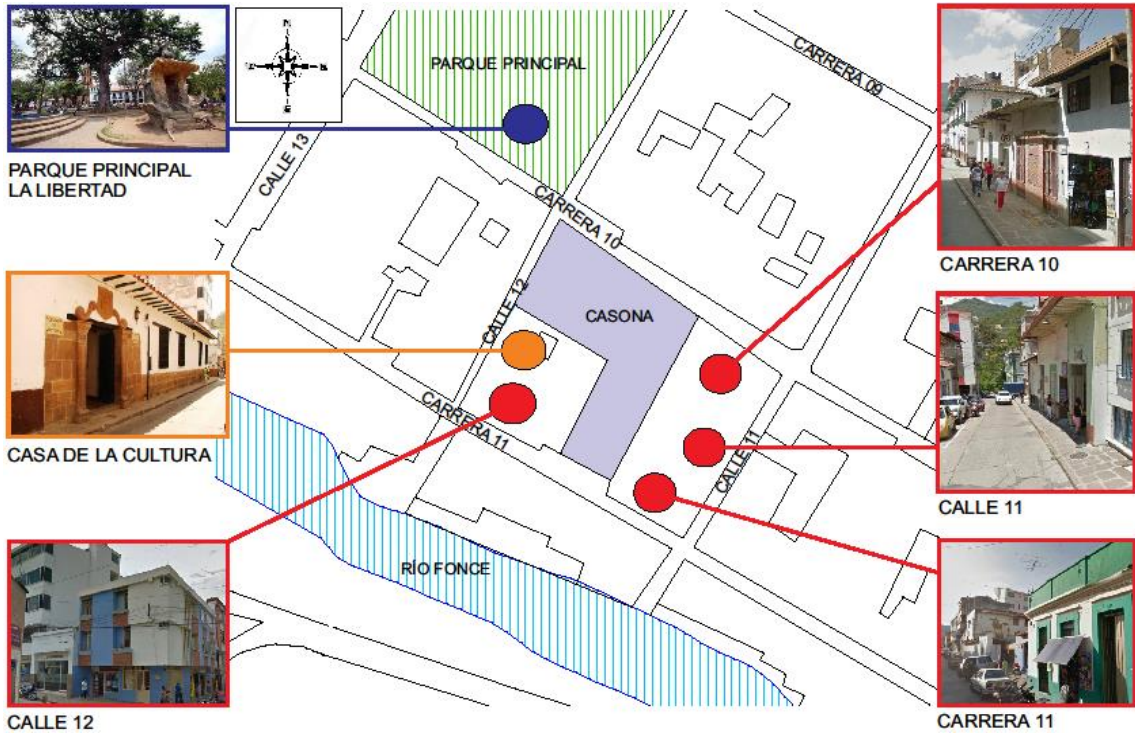 PARQUE PRINCIPAL
LA LIBERTAD
CASA DE LA CULTURA
CALLE 12
N
PARQUE PRINCIPAL
CARRERA 09
CALLE 13
CARRERA 10
CALLE 12
CASONA
CARRERA 11
CALLE 11
RÍO FONCE
CARRERA 10
CALLE 11
CARRERA 11